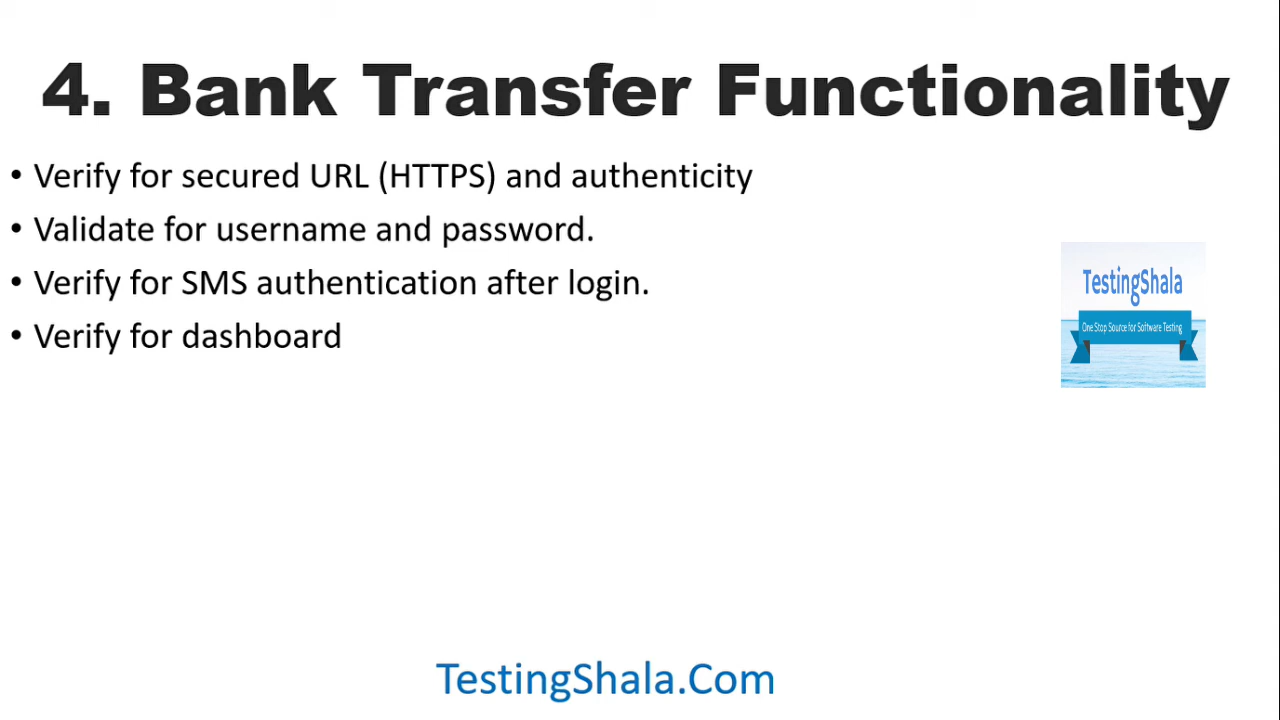 4. Bank Transfer Functionality
• Verify for secured URL (HTTPS) and authenticity
• Validate for username and password.
• Verify for SMS authentication after login.
• Verify for dashboard
TestingShala
One Stop Source for Software Testing
TestingShala.Com